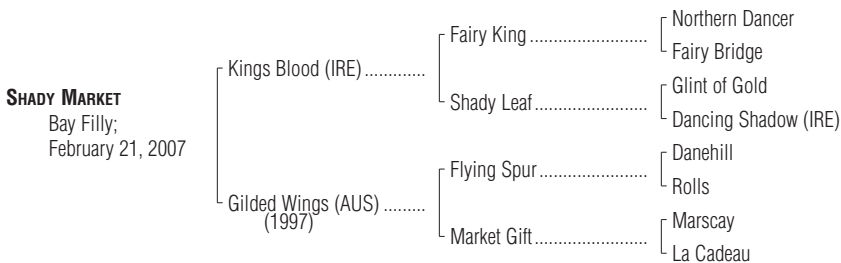 Northern Dancer
Fairy King ..........................
Fairy Bridge
Kings Blood (IRE) .............
Glint of Gold
Shady Leaf .........................
Dancing Shadow (IRE)
SHADY MARKET
Bay Filly;
February 21, 2007
Danehill
Flying Spur ........................
Rolls
Gilded Wings (AUS) .........
(1997)
Marscay
Market Gift .........................
La Cadeau